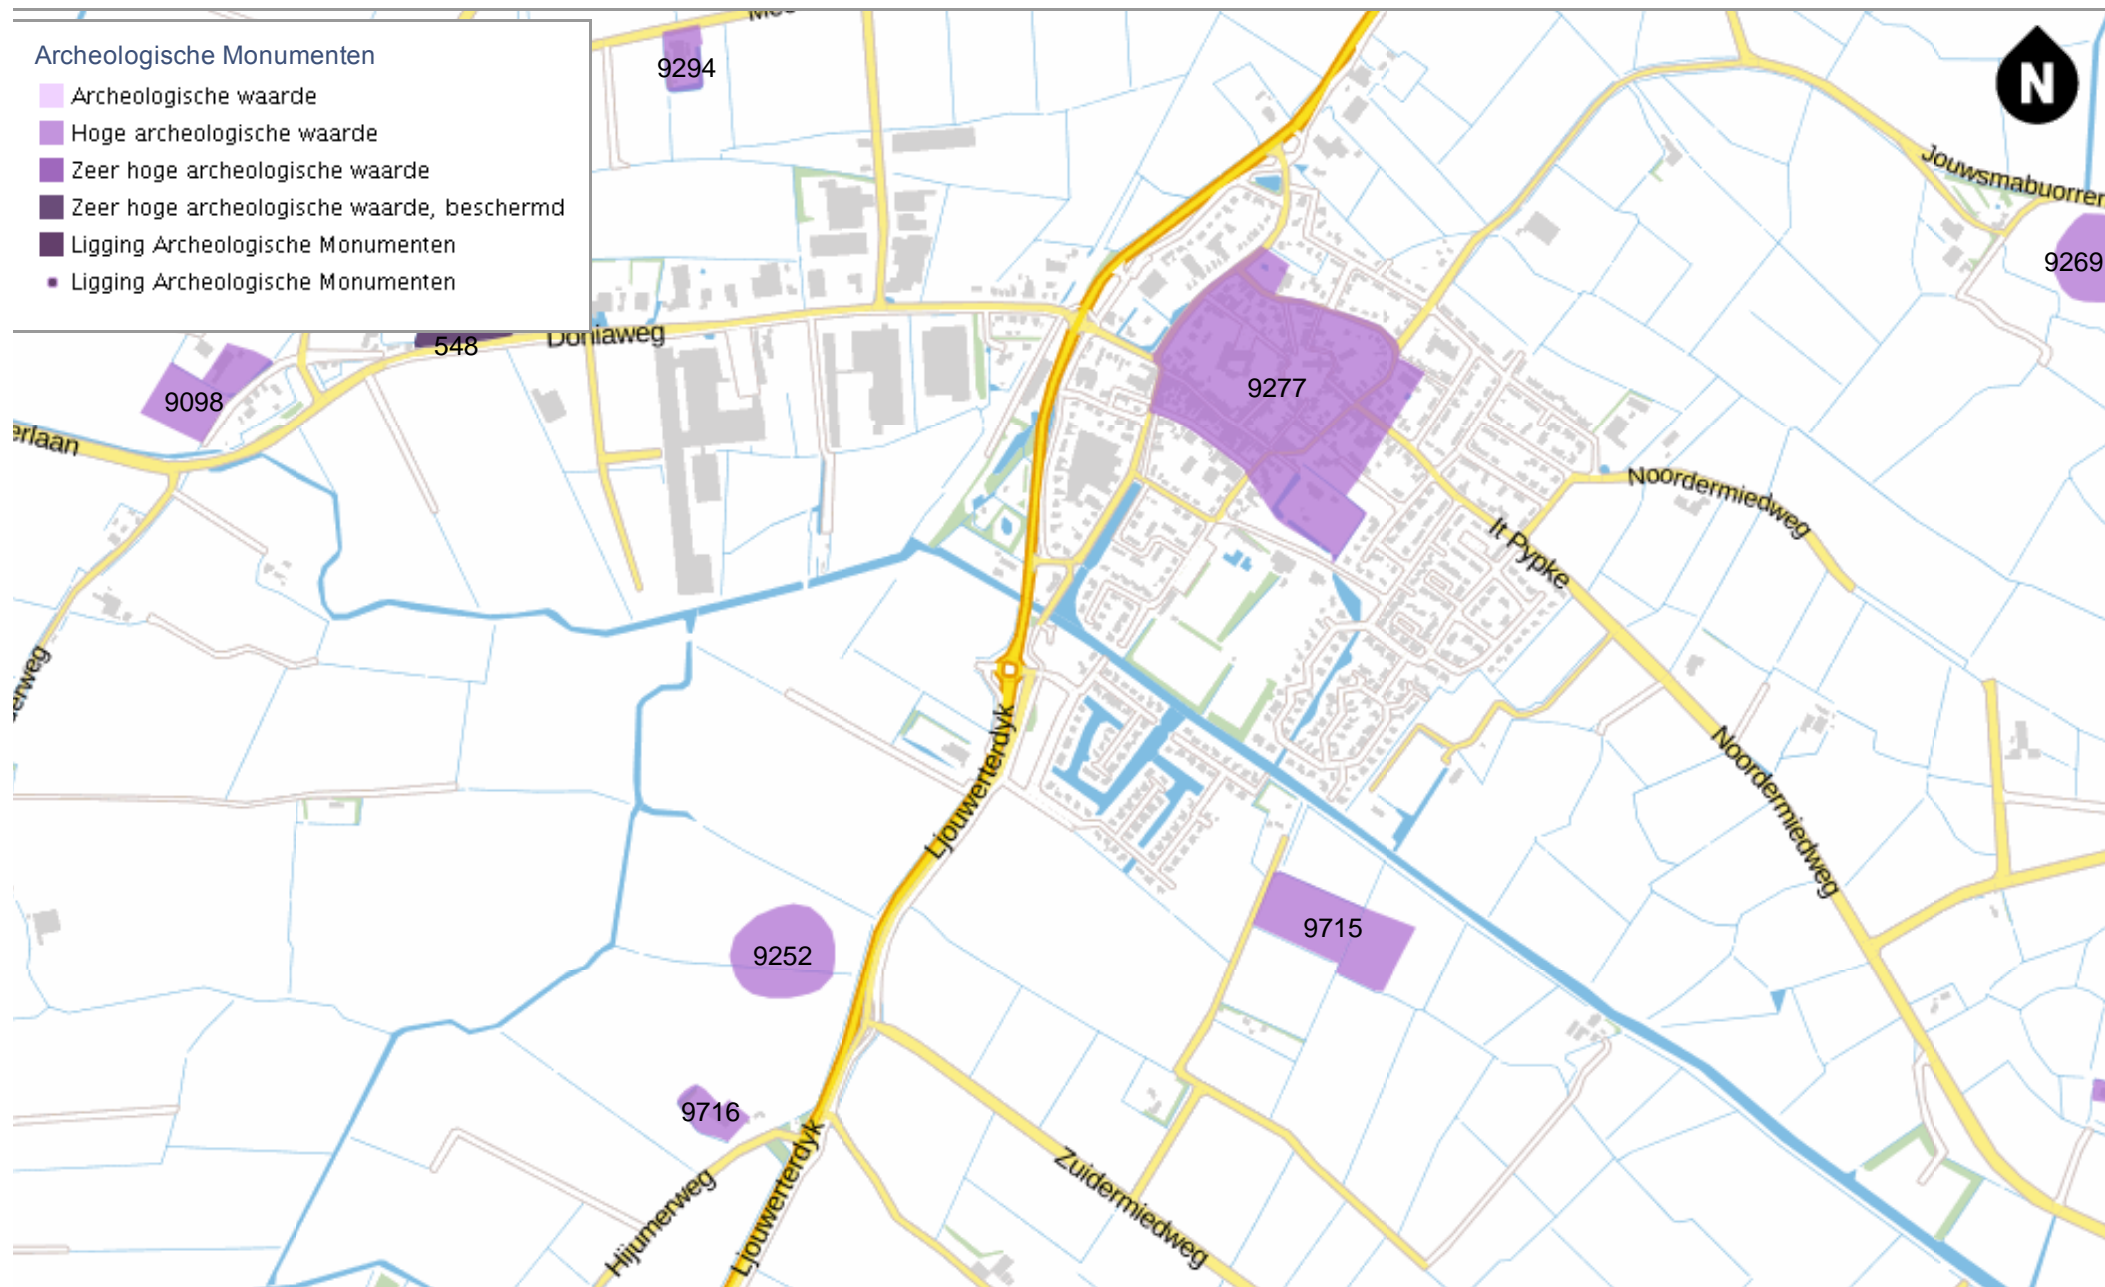 Archeologische Monumenten
Archeologische waarde
Hoge archeologische waarde
Zeer hoge archeologische waarde
Zeer hoge archeologische waarde, beschermd
Ligging Archeologische Monumenten
Ligging Archeologische Monumenten
N
9294
Jouwsmabuorren
9269
Doniaweg
548
9098
erlaan
9277
Noordermiedweg
It Pypke
erweg
Noordermiedweg
Ljouwerterdyk
9715
9252
9716
Ljouwerterdyk
Hijumerweg
Zuidermiedweg